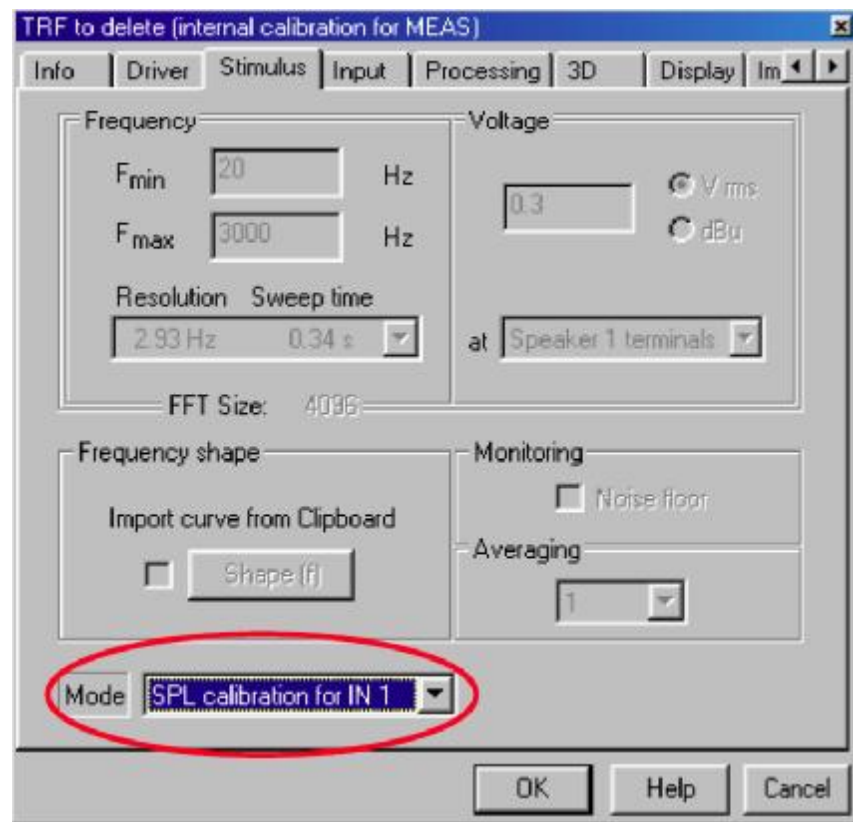 TRF to delete (internal calibration for MEAS)
Info Driver Stimulus Input Processing 3D Display Im
Frequency
Fmin 20 Hz
Fmax 3000 Hz
Resolution Sweep time
2.93 Hz 0.34 s
FFT Size: 4096
Voltage
0.3
V rms
dBu
at Speaker 1 terminals
Frequency shape
Import curve from Clipboard
Shape (f)
Monitoring
Noise floor
Averaging
1
Mode SPL calibration for IN 1
OK Help Cancel